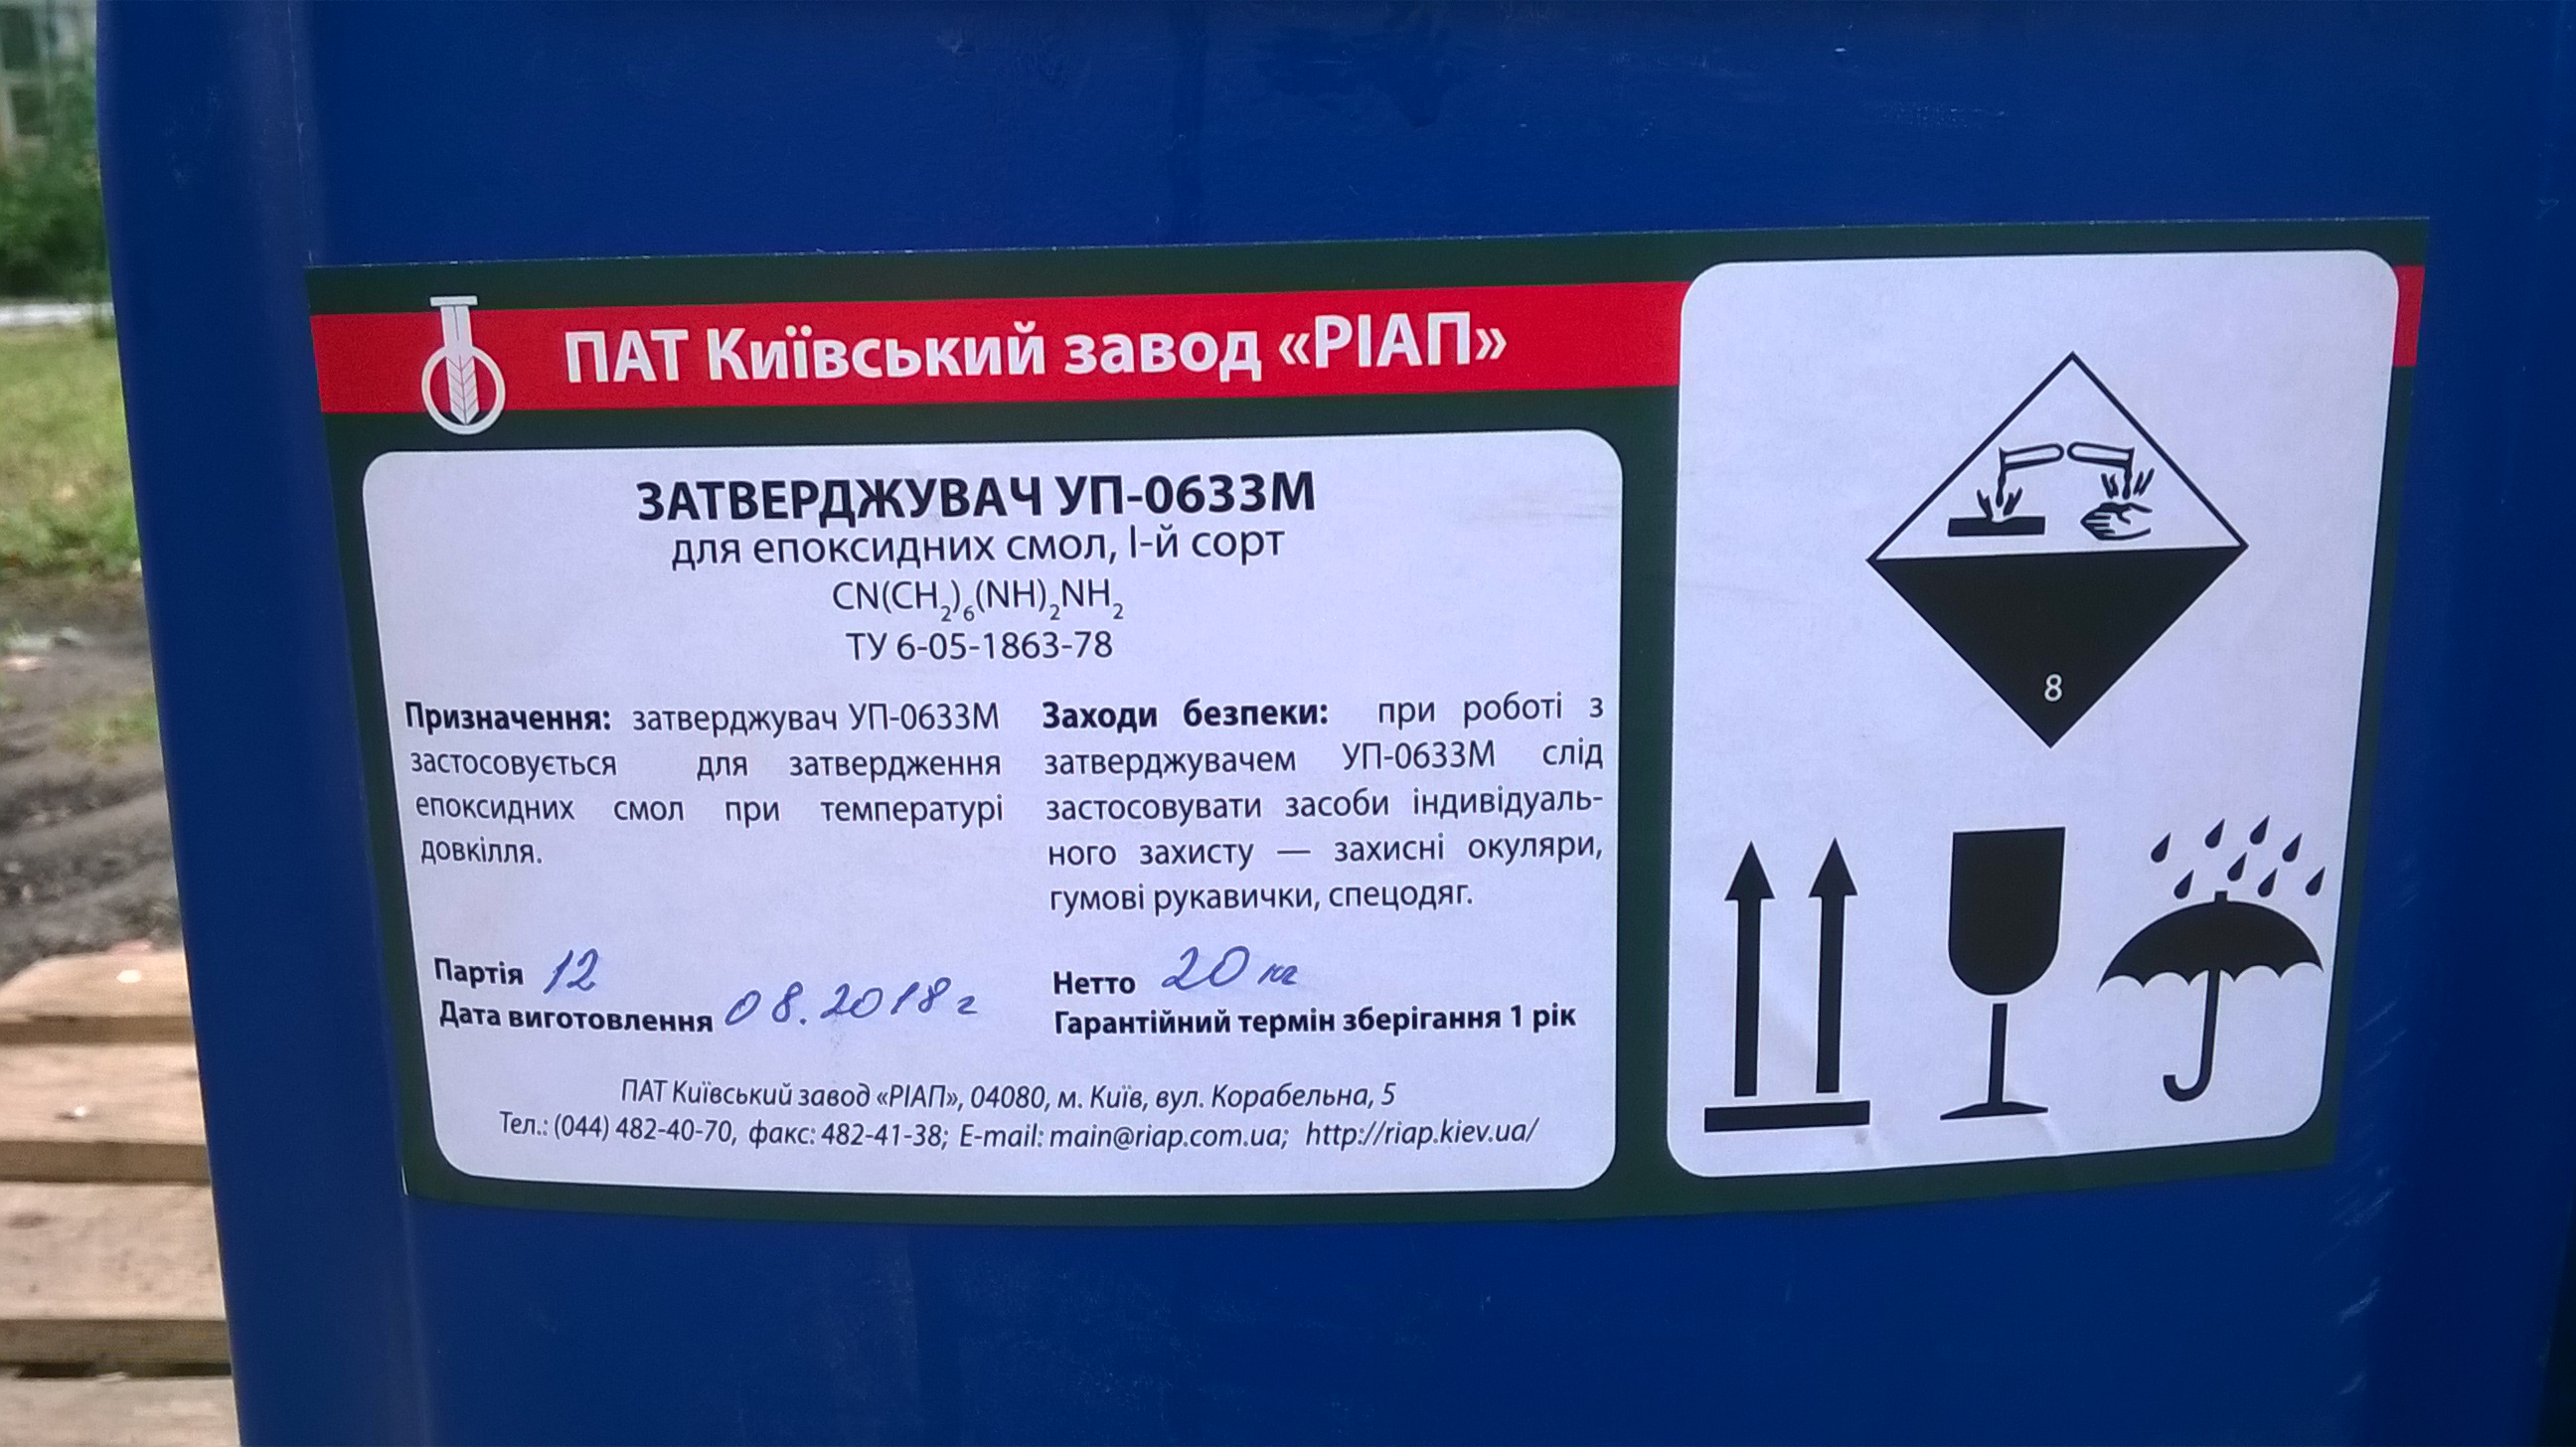 ПАТ Київський завод «РІАП»
ЗАТВЕРДЖУВАЧ УП-0633М
для епоксидних смол, І-й сорт
CN(CH₂)₆(NH)₂NH₂
ТУ 6-05-1863-78
Призначення: затверджувач УП-0633М
застосовується для затвердження
епоксидних смол при температурі
довкілля.
Заходи безпеки: при роботі з
затверджувачем УП-0633М слід
застосовувати засоби індивідуаль-
ного захисту — захисні окуляри,
гумові рукавички, спецодяг.
Партія 12
Дата виготовлення 08.2018 г
Нетто 20 кг
Гарантійний термін зберігання 1 рік
ПАТ Київський завод «РІАП», 04080, м. Київ, вул. Корабельна, 5
Тел.: (044) 482-40-70, факс: 482-41-38; E-mail: main@riap.com.ua; http://riap.kiev.ua/
8